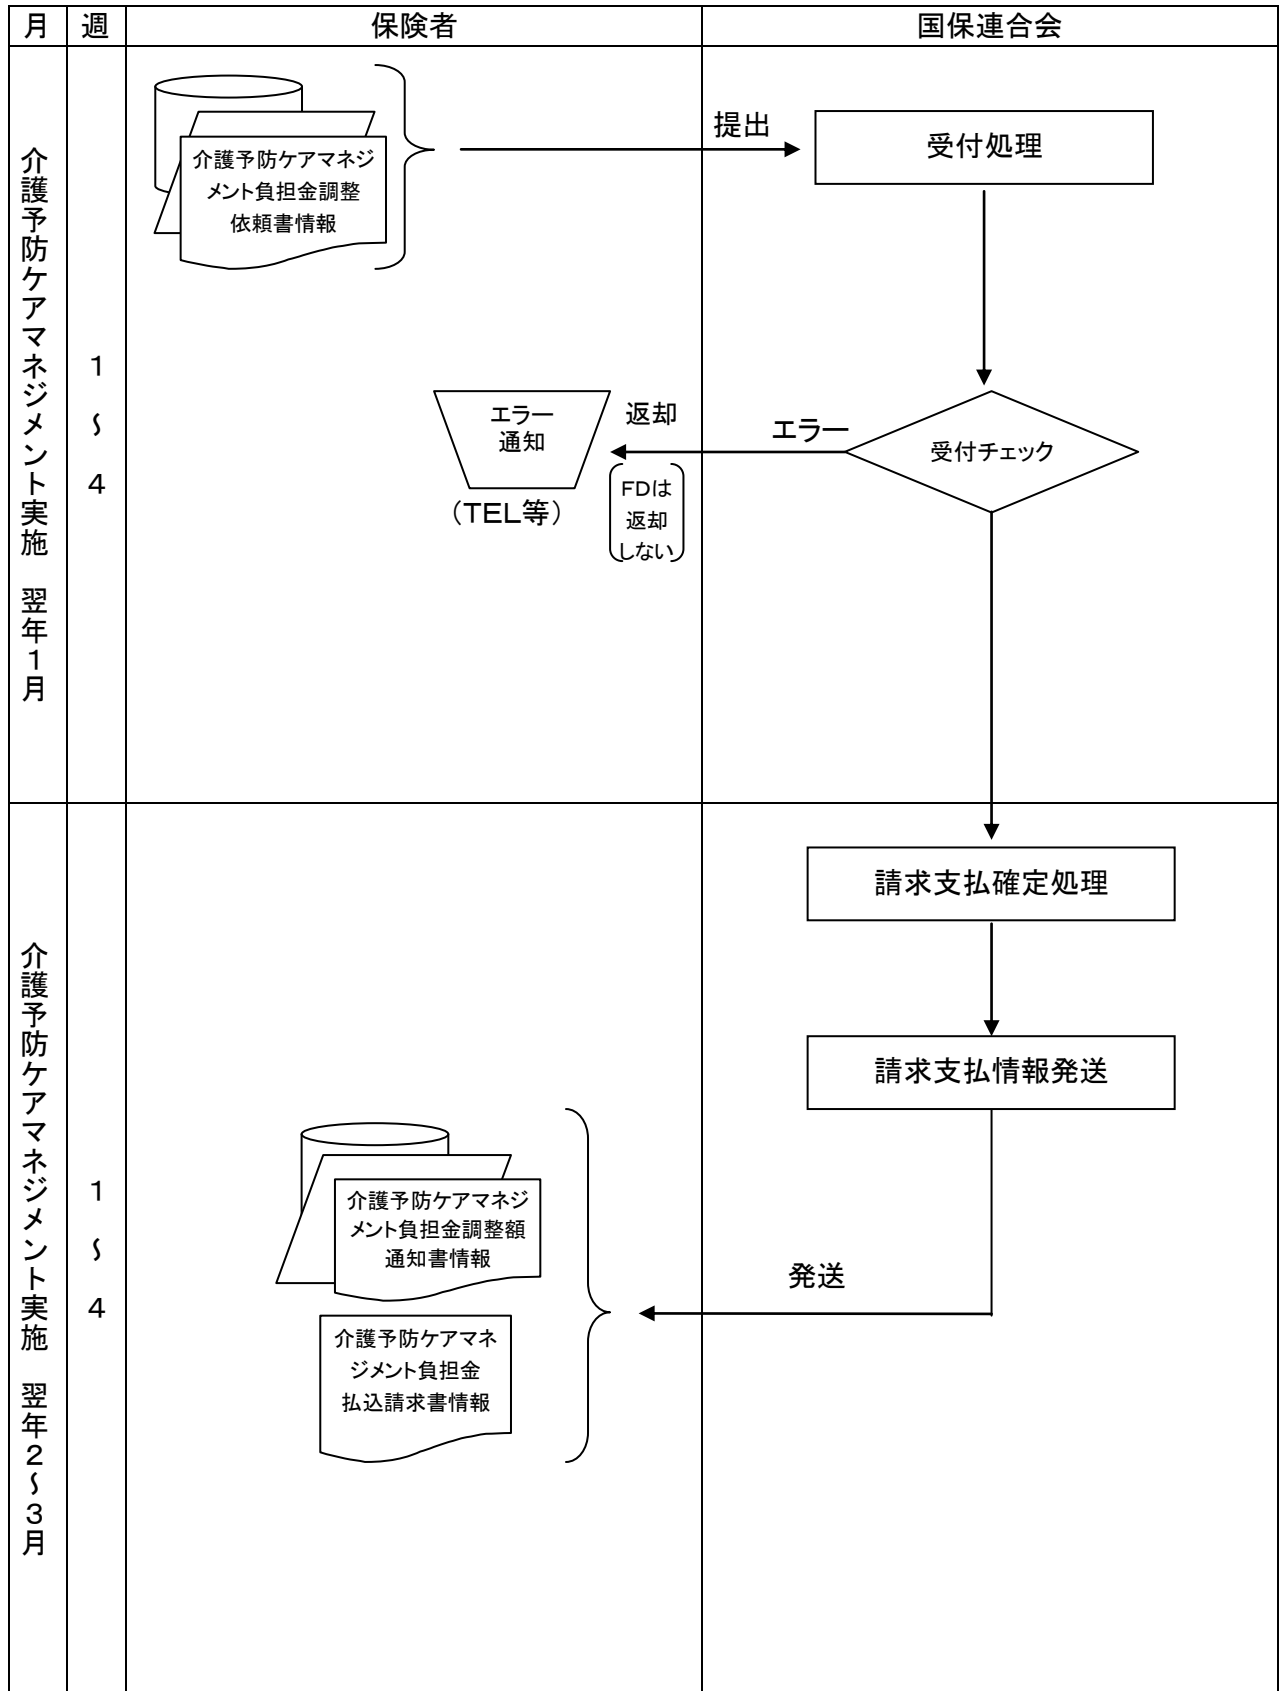 月 週 保険者 国保連合会
介護予防ケアマネジメント実施　翌年１月
１
～
４
介護予防ケアマネジ
メント負担金調整
依頼書情報
提出
受付処理
エラー
通知
（TEL等）
返却
FDは
返却
しない
エラー
受付チェック
介護予防ケアマネジメント実施　翌年２～３月
１
～
４
請求支払確定処理
請求支払情報発送
介護予防ケアマネジ
メント負担金調整額
通知書情報
介護予防ケアマネ
ジメント負担金
払込請求書情報
発送